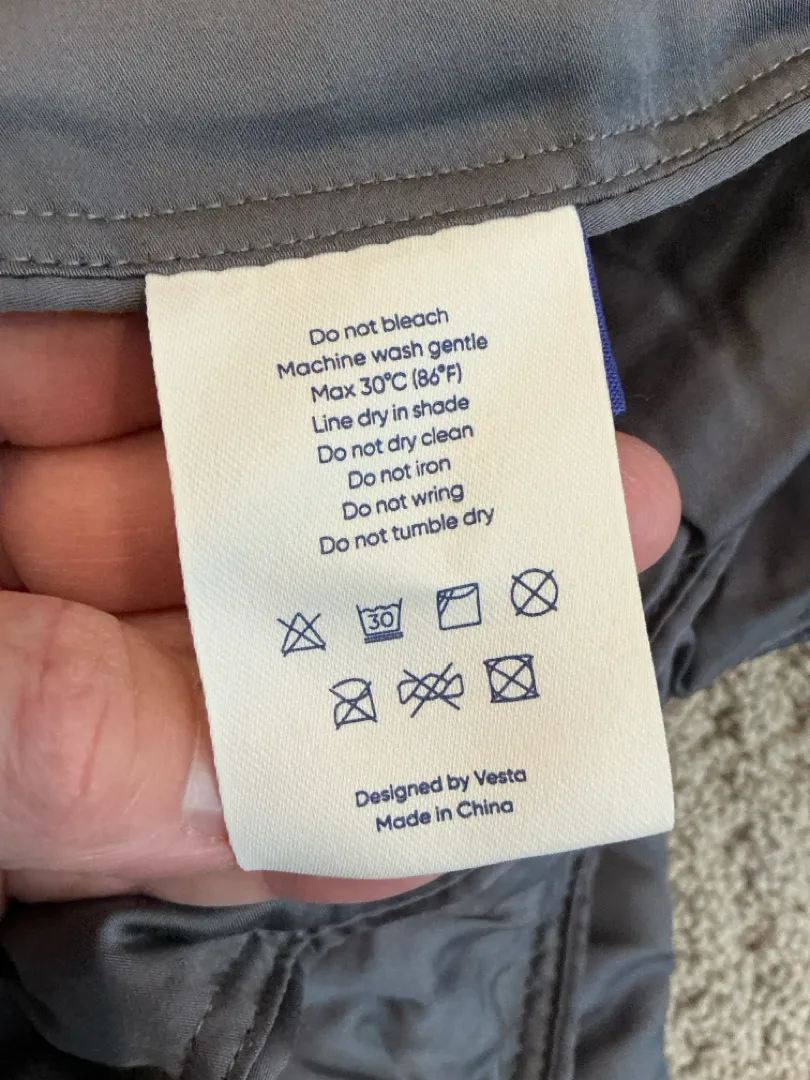 Do not bleach
Machine wash gentle
Max 30°C (86°F)
Line dry in shade
Do not dry clean
Do not iron
Do not wring
Do not tumble dry
30
Designed by Vesta
Made in China